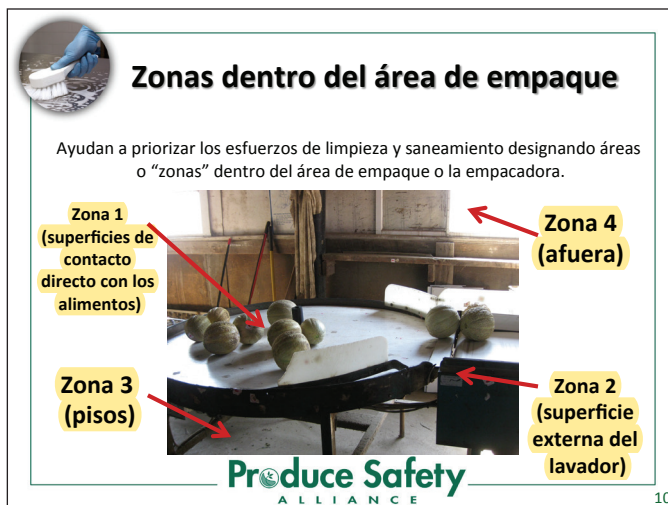 Zonas dentro del área de empaque
Ayudan a priorizar los esfuerzos de limpieza y saneamiento designando áreas
o “zonas” dentro del área de empaque o la empacadora.
Zona 1
(superficies de
contacto
directo con los
alimentos)
Zona 4
(afuera)
Zona 3
(pisos)
Zona 2
(superficie
externa del
lavador)
Produce Safety
ALLIANCE
10